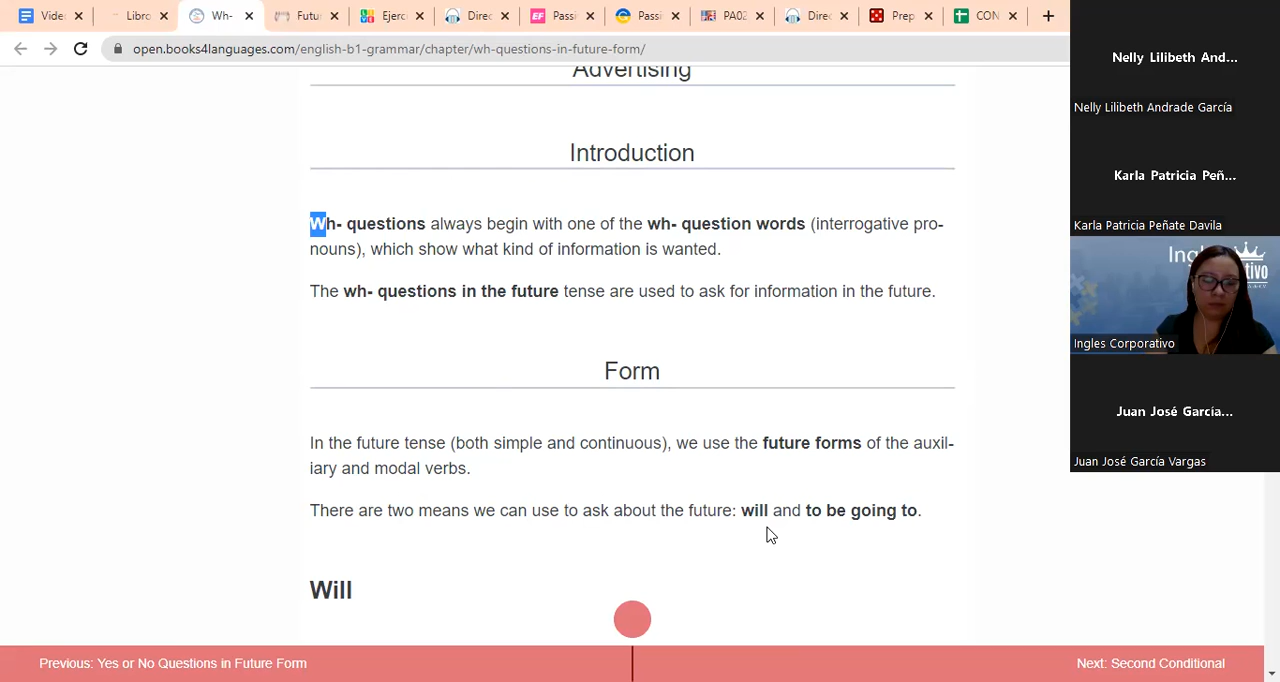 Vide
Libro
Wh-
Futu
Ejerc
Direc
EF Passi
Passi
PA02
Direc
Prep
CON
open.books4languages.com/english-b1-grammar/chapter/wh-questions-in-future-form/
Advertising
Introduction
Wh- questions always begin with one of the wh- question words (interrogative pro-
nouns), which show what kind of information is wanted.
The wh- questions in the future tense are used to ask for information in the future.
Form
In the future tense (both simple and continuous), we use the future forms of the auxil-
iary and modal verbs.
There are two means we can use to ask about the future: will and to be going to.
Will
Previous: Yes or No Questions in Future Form
Next: Second Conditional
Nelly Lilibeth And...
Nelly Lilibeth Andrade García
Karla Patricia Peñ...
Karla Patricia Peñate Davila
Ingles Corporativo
Juan José García...
Juan José García Vargas